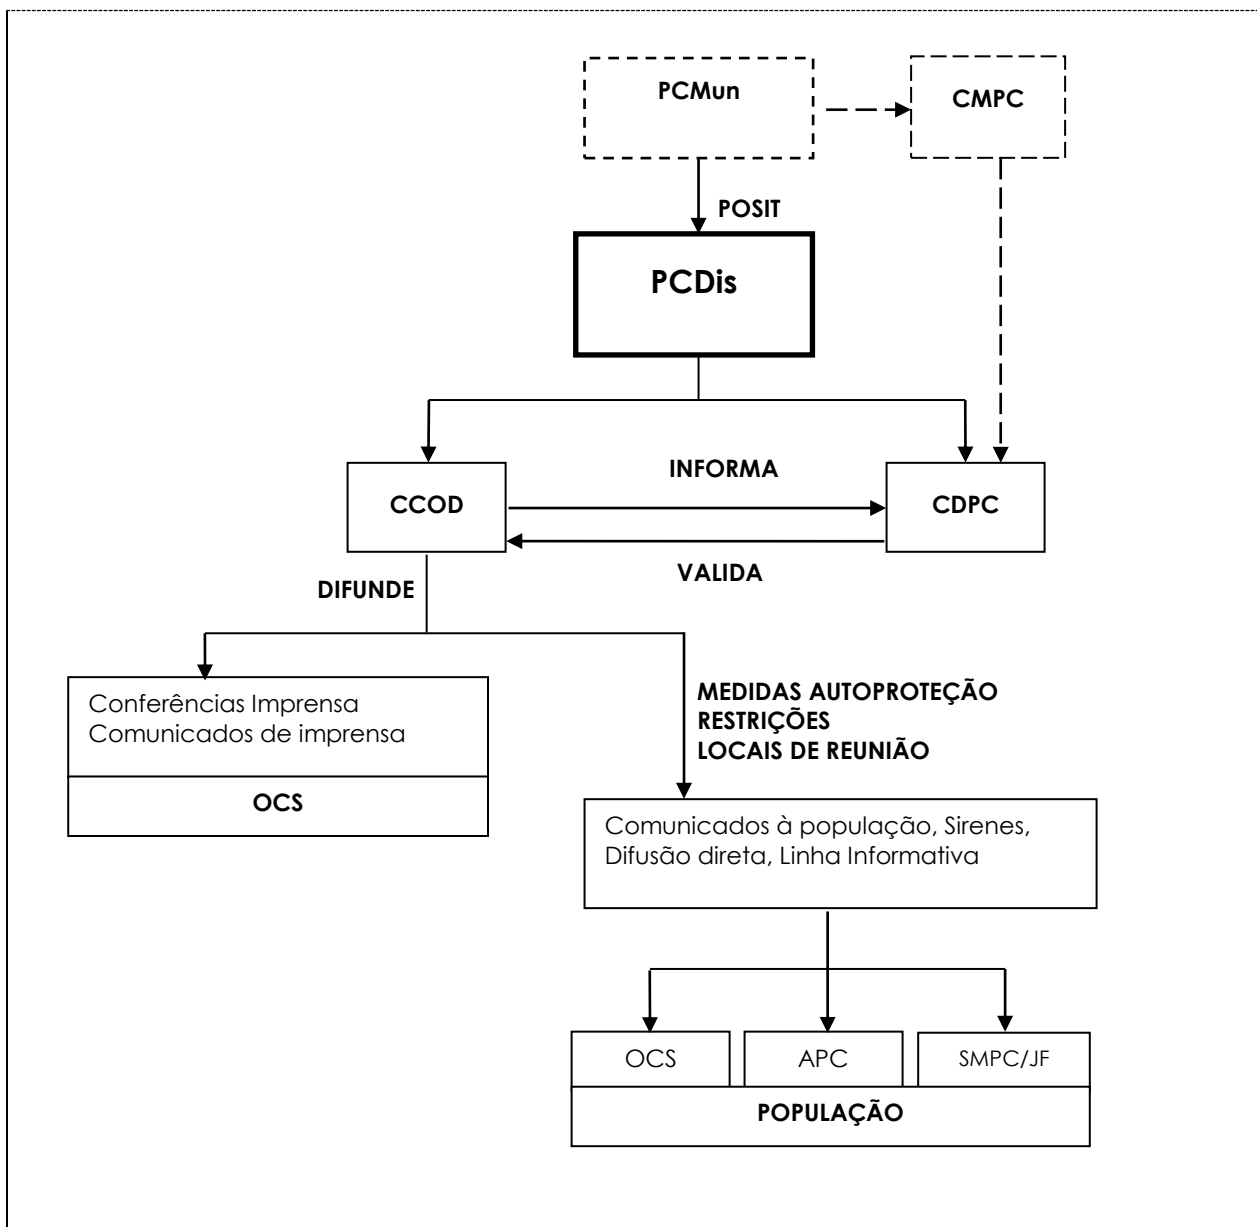 PCMun
CMPC
POSIT
PCDis
INFORMA
CCOD
CDPC
VALIDA
DIFUNDE
Conferências Imprensa
Comunicados de imprensa
OCS
MEDIDAS AUTOPROTEÇÃO
RESTRIÇÕES
LOCAIS DE REUNIÃO
Comunicados à população, Sirenes,
Difusão direta, Linha Informativa
OCS
APC
SMPC/JF
POPULAÇÃO